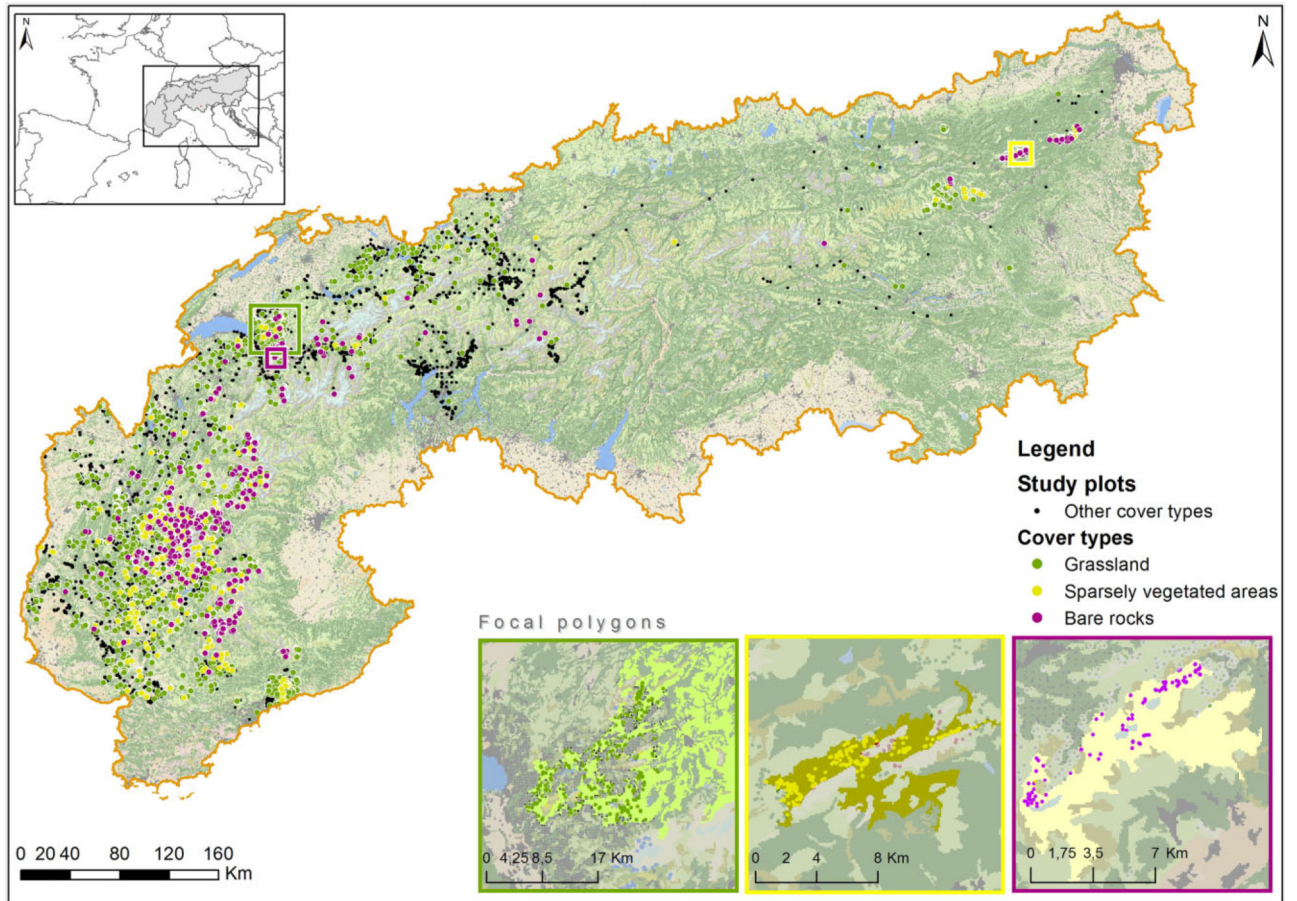 N
N
Legend
Study plots
Other cover types
Cover types
Grassland
Sparsely vegetated areas
Bare rocks
Focal polygons
0 20 40 80 120 160
Km
0 4,25 8,5 17 Km
0 2 4 8 Km
0 1,75 3,5 7 Km